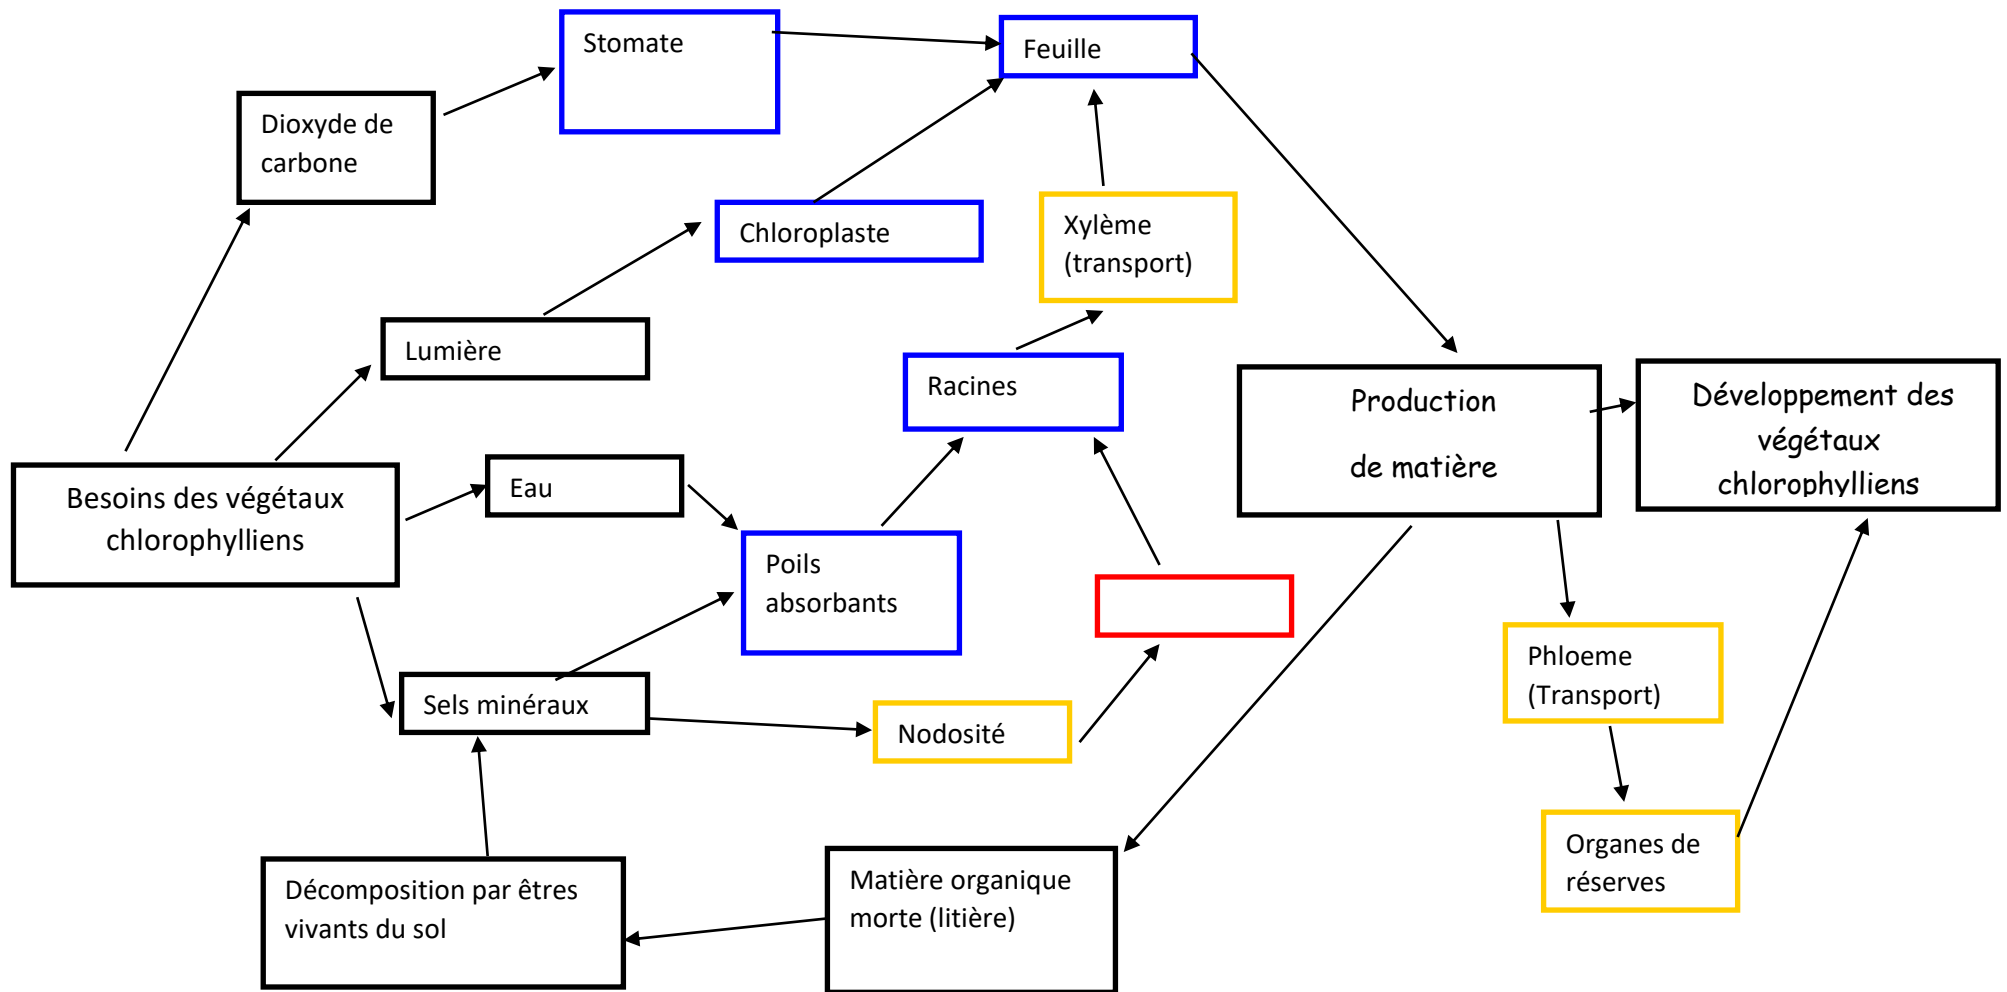 Stomate
Feuille
Dioxyde de
carbone
Chloroplaste
Xylème
(transport)
Lumière
Racines
Production
de matière
Développement des
végétaux
chlorophylliens
Besoins des végétaux
chlorophylliens
Eau
Poils
absorbants
Sels minéraux
Nodosité
Phloeme
(Transport)
Organes de
réserves
Décomposition par êtres
vivants du sol
Matière organique
morte (litière)